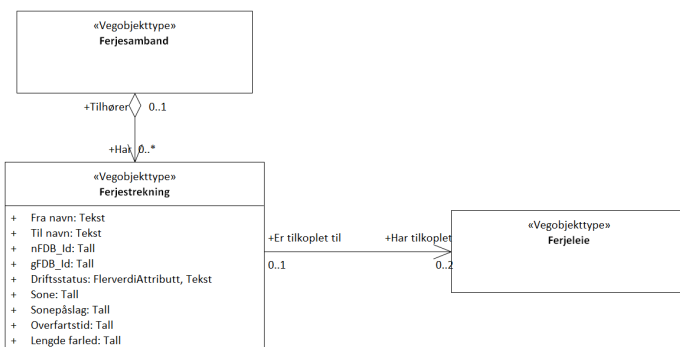 «Vegobjekttype»
Ferjesamband
+Tilhører 0..1
+Har 0..*
«Vegobjekttype»
Ferjestrekning
+ Fra navn: Tekst
+ Til navn: Tekst
+ nFDB_Id: Tall
+ gFDB_Id: Tall
+ Driftsstatus: FlerverdiAttributt, Tekst
+ Sone: Tall
+ Sonepåslag: Tall
+ Overfartstid: Tall
+ Lengde farled: Tall
+Er tilkoplet til +Har tilkoplet
0..1 0..2
«Vegobjekttype»
Ferjeleie